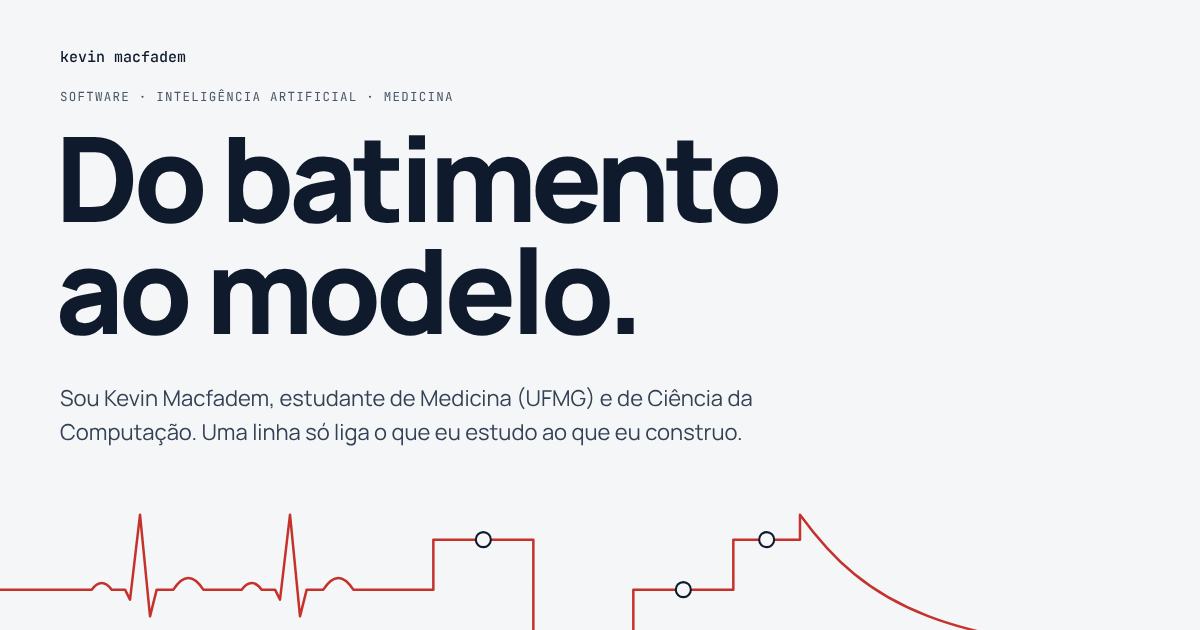 kevin macfadem
SOFTWARE · INTELIGÊNCIA ARTIFICIAL · MEDICINA
Do batimento
ao modelo.
Sou Kevin Macfadem, estudante de Medicina (UFMG) e de Ciência da
Computação. Uma linha só liga o que eu estudo ao que eu construo.